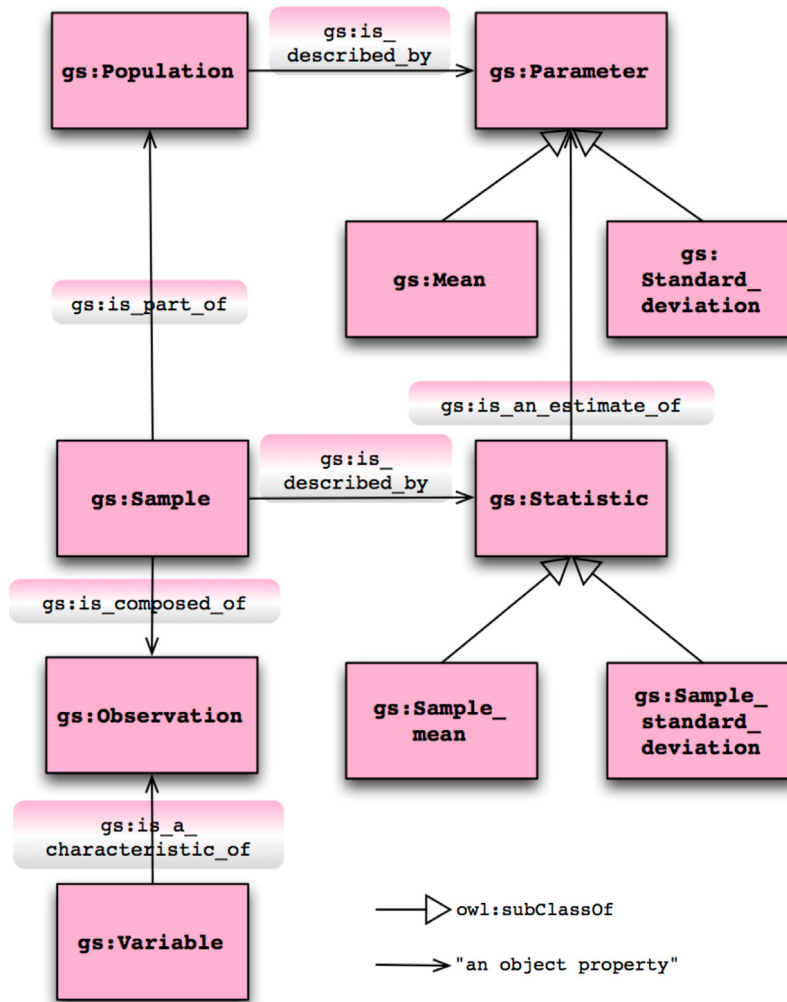 gs:is_
described_by
gs:Population
gs:Parameter
gs:Mean
gs:
Standard_
deviation
gs:is_part_of
gs:is_an_estimate_of
gs:is_
described_by
gs:Sample
gs:Statistic
gs:is_composed_of
gs:Observation
gs:Sample_
mean
gs:Sample_
standard_
deviation
gs:is_a_
characteristic_of
gs:Variable
owl:subClassOf
"an object property"